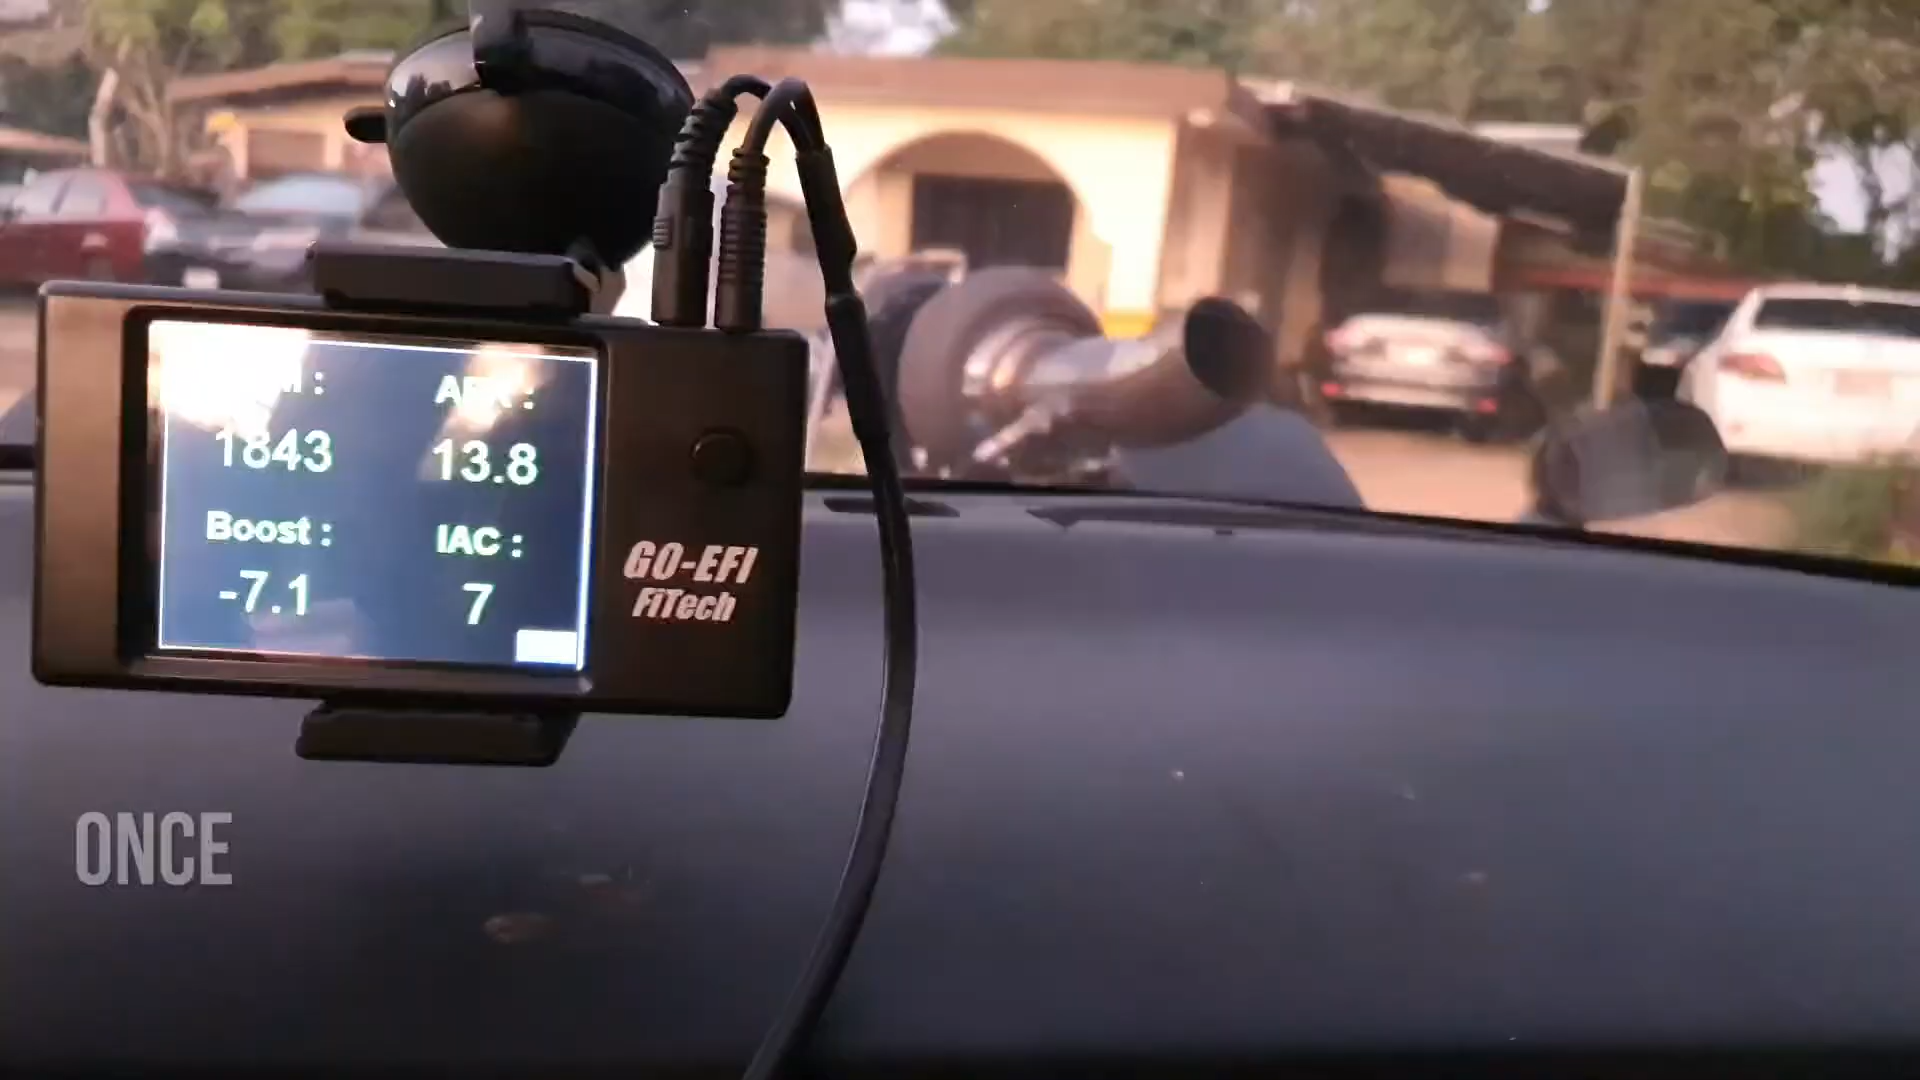 1843
13.8
Boost :
IAC :
-7.1
7
GO-EFI
FiTech
ONCE